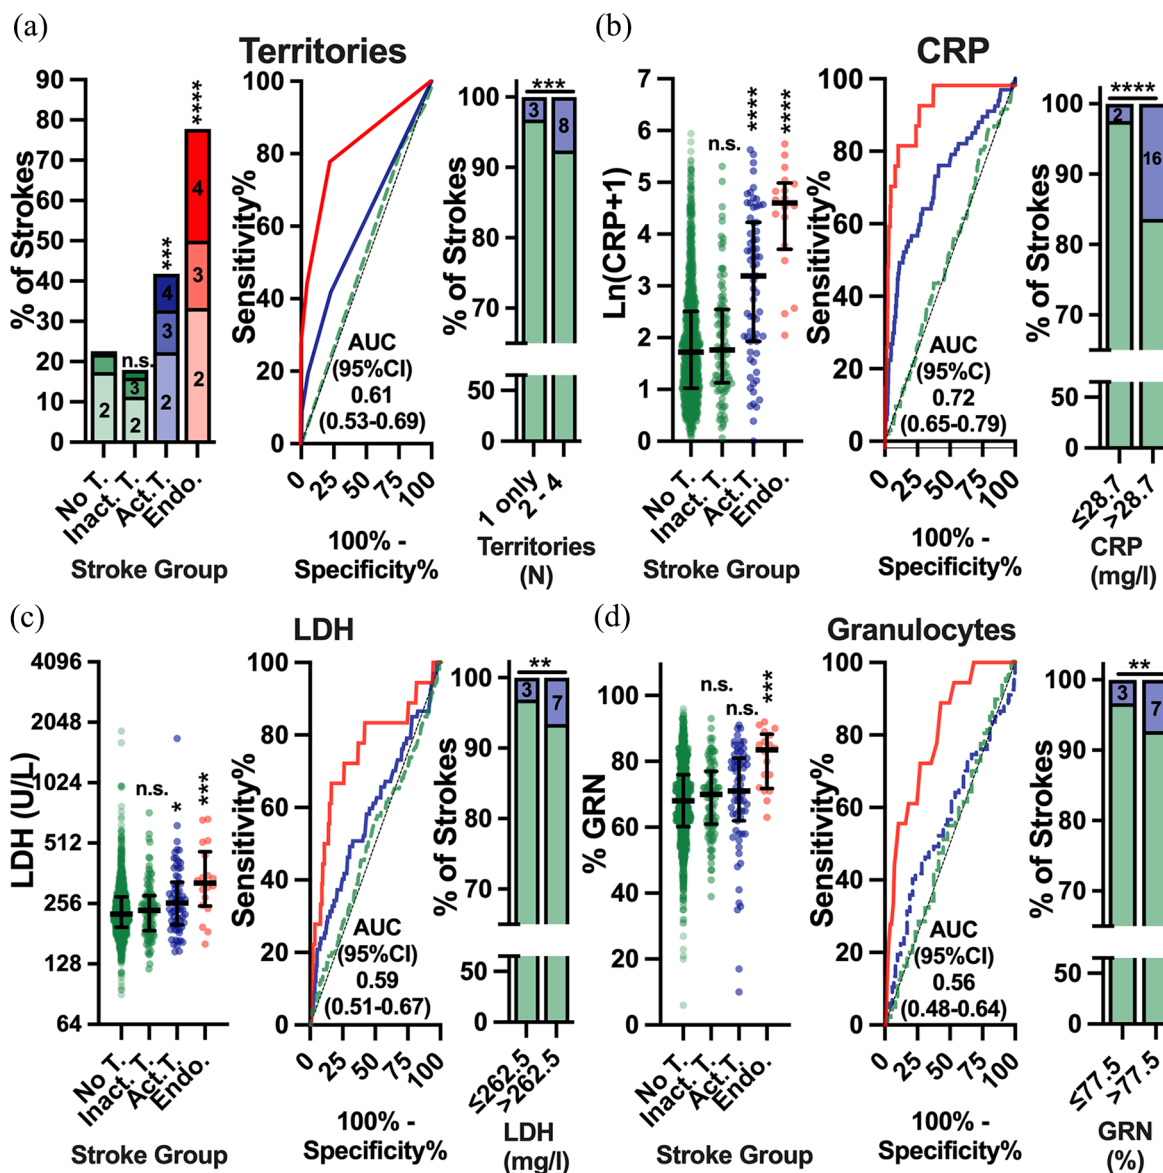 (a)
Territories
% of Strokes
90
80
70
60
50
40
30
20
10
0
2
n.s.
3
2
***
4
3
2
****
4
3
2
No T.
Inact. T.
Act.T.
Endo.
Stroke Group
Sensitivity%
100
80
60
40
20
0
AUC
(95%CI)
0.61
(0.53-0.69)
0
25
50
75
100
100% -
Specificity%
% of Strokes
100
90
80
70
50
0
***
3
8
1 only
2 - 4
Territories
(N)
(b)
CRP
Ln(CRP+1)
7
6
5
4
3
2
1
0
n.s.
****
****
No T.
Inact. T.
Act.T.
Endo.
Stroke Group
Sensitivity%
100
80
60
40
20
0
AUC
(95%C)
0.72
(0.65-0.79)
0
25
50
75
100
100% -
Specificity%
% of Strokes
100
90
80
70
50
0
****
2
16
≤28.7
>28.7
CRP
(mg/l)
(c)
LDH
LDH (U/L)
4096
2048
1024
512
256
128
64
n.s.
*
***
No T.
Inact. T.
Act.T.
Endo.
Stroke Group
Sensitivity%
100
80
60
40
20
0
AUC
(95%CI)
0.59
(0.51-0.67)
0
25
50
75
100
100% -
Specificity%
% of Strokes
100
90
80
70
50
0
**
3
7
≤262.5
>262.5
LDH
(mg/l)
(d)
Granulocytes
% GRN
100
80
60
40
20
0
n.s.
n.s.
***
No T.
Inact. T.
Act.T.
Endo.
Stroke Group
Sensitivity%
100
80
60
40
20
0
AUC
(95%CI)
0.56
(0.48-0.64)
0
25
50
75
100
100% -
Specificity%
% of Strokes
100
90
80
70
50
0
**
3
7
≤77.5
>77.5
GRN
(%)